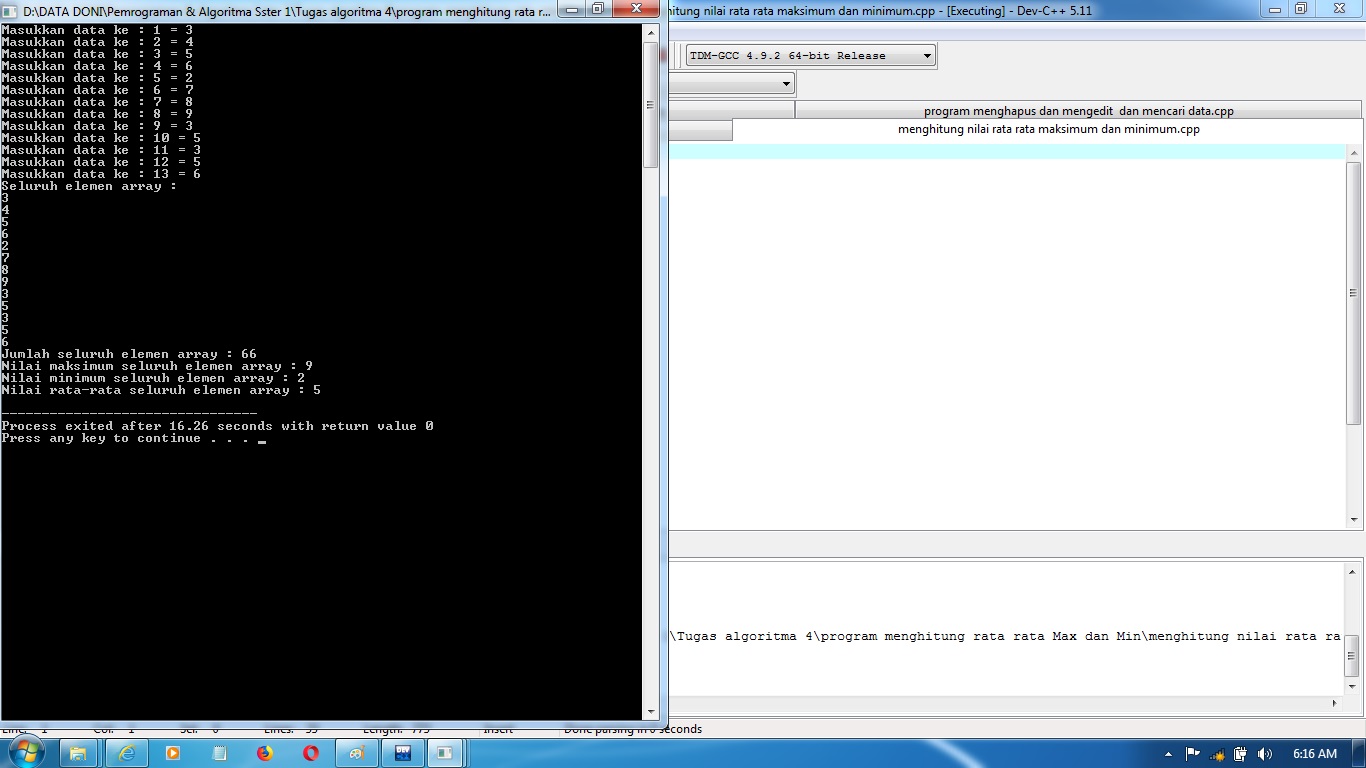 D:\DATA DONI\Pemrograman & Algoritma Sster 1\Tugas algoritma 4\program menghitung rata r...
Masukkan data ke : 1 = 3
Masukkan data ke : 2 = 4
Masukkan data ke : 3 = 5
Masukkan data ke : 4 = 6
Masukkan data ke : 5 = 2
Masukkan data ke : 6 = 7
Masukkan data ke : 7 = 8
Masukkan data ke : 8 = 9
Masukkan data ke : 9 = 3
Masukkan data ke : 10 = 5
Masukkan data ke : 11 = 3
Masukkan data ke : 12 = 5
Masukkan data ke : 13 = 6
Seluruh elemen array :
3
4
5
6
2
7
8
9
3
5
3
5
6
Jumlah seluruh elemen array : 66
Nilai maksimum seluruh elemen array : 9
Nilai minimum seluruh elemen array : 2
Nilai rata-rata seluruh elemen array : 5
--------------------------------
Process exited after 16.26 seconds with return value 0
Press any key to continue . . . _
hitung nilai rata rata maksimum dan minimum.cpp - [Executing] - Dev-C++ 5.11
TDM-GCC 4.9.2 64-bit Release
program menghapus dan mengedit  dan mencari data.cpp
menghitung nilai rata rata maksimum dan minimum.cpp
\Tugas algoritma 4\program menghitung rata rata Max dan Min\menghitung nilai rata ra
Insert
Done parsing in 0 seconds
DEV
6:16 AM